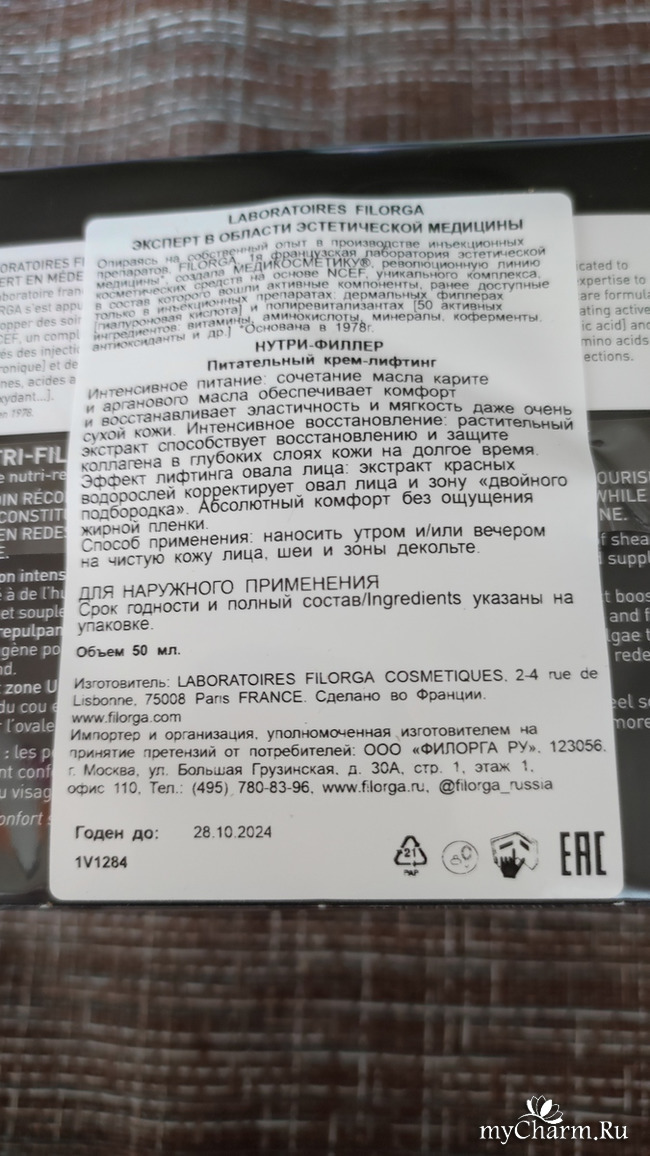 LABORATOIRES FILORGA
ЭКСПЕРТ В ОБЛАСТИ ЭСТЕТИЧЕСКОЙ МЕДИЦИНЫ
Опираясь на собственный опыт в производстве инъекционных
препаратов, FILORGA, 1я французская лаборатория эстетической
медицины*, создала МЕДИКОСМЕТИКУ®, революционную линию
косметических средств на основе NCEF, уникального комплекса,
в состав которого вошли активные компоненты, ранее доступные
только в инъекционных препаратах: дермальных филлерах
[гиалуроновая кислота] и полиревитализантах [50 активных
ингредиентов: витамины, аминокислоты, минералы, коферменты,
антиоксиданты и др.] *Основана в 1978г.
НУТРИ-ФИЛЛЕР
Питательный крем-лифтинг
Интенсивное питание: сочетание масла карите
и арганового масла обеспечивает комфорт
и восстанавливает эластичность и мягкость даже очень
сухой кожи. Интенсивное восстановление: растительный
экстракт способствует восстановлению и защите
коллагена в глубоких слоях кожи на долгое время.
Эффект лифтинга овала лица: экстракт красных
водорослей корректирует овал лица и зону «двойного
подбородка». Абсолютный комфорт без ощущения
жирной пленки.
Способ применения: наносить утром и/или вечером
на чистую кожу лица, шеи и зоны декольте.
ДЛЯ НАРУЖНОГО ПРИМЕНЕНИЯ
Срок годности и полный состав/Ingredients указаны на
упаковке.
Объем 50 мл.
Изготовитель: LABORATOIRES FILORGA COSMETIQUES, 2-4 rue de
Lisbonne, 75008 Paris FRANCE. Сделано во Франции.
www.filorga.com
Импортер и организация, уполномоченная изготовителем на
принятие претензий от потребителей: ООО «ФИЛОРГА РУ», 123056,
г. Москва, ул. Большая Грузинская, д. 30А, стр. 1, этаж 1,
офис 110, Тел.: (495) 780-83-96, www.filorga.ru, @filorga_russia
Годен до: 28.10.2024
1V1284
21
PAP
EAC
myCharm.Ru